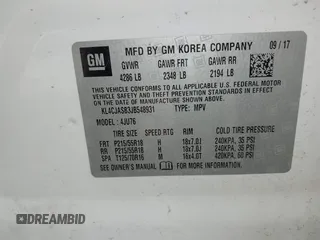 GM
MFD BY GM KOREA COMPANY 09/17
GVWR GAWR FRT GAWR RR
4286 LB 2348 LB 2194 LB
THIS VEHICLE CONFORMS TO ALL APPLICABLE U.S. FEDERAL MOTOR
VEHICLE SAFETY, BUMPER, AND THEFT PREVENTION STANDARDS
IN EFFECT ON THE DATE OF MANUFACTURE SHOWN ABOVE.
KL4CJASB3JB548931 TYPE: MPV
MODEL: 4JU76
TIRE SIZE SPEED RTG RIM COLD TIRE PRESSURE
FRT P215/55R18 H 18x7.0J 240KPA, 35 PSI
RR P215/55R18 H 18x7.0J 240KPA, 35 PSI
SPA T125/70R16 M 16x4.0T 420KPA, 60 PSI
SEE OWNER'S MANUAL FOR ADDITIONAL INFORMATION
DREAMBID